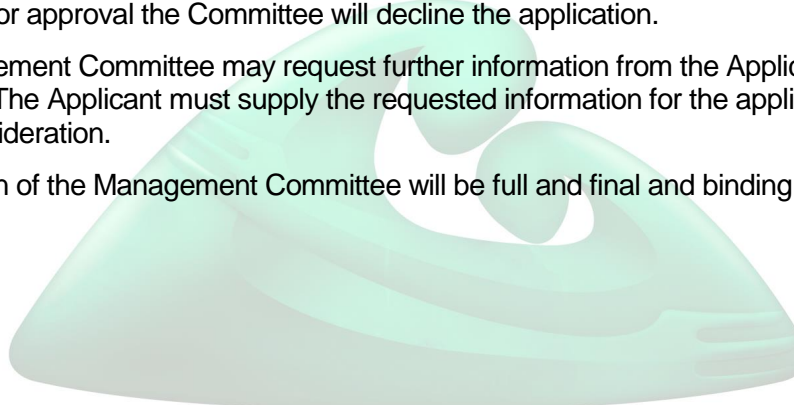 or approval the Committee will decline the application.
ement Committee may request further information from the Applic
The Applicant must supply the requested information for the appli
ideration.
n of the Management Committee will be full and final and binding